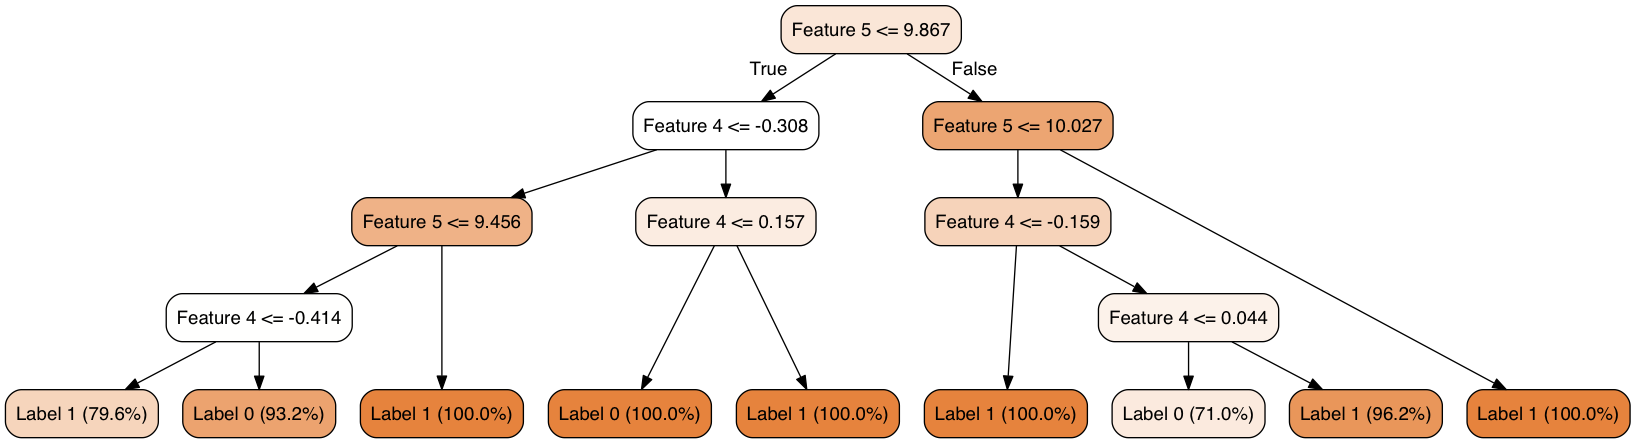 Feature 5 <= 9.867
True
False
Feature 4 <= -0.308
Feature 5 <= 10.027
Feature 5 <= 9.456
Feature 4 <= 0.157
Feature 4 <= -0.159
Feature 4 <= -0.414
Feature 4 <= 0.044
Label 1 (79.6%)
Label 0 (93.2%)
Label 1 (100.0%)
Label 0 (100.0%)
Label 1 (100.0%)
Label 1 (100.0%)
Label 0 (71.0%)
Label 1 (96.2%)
Label 1 (100.0%)